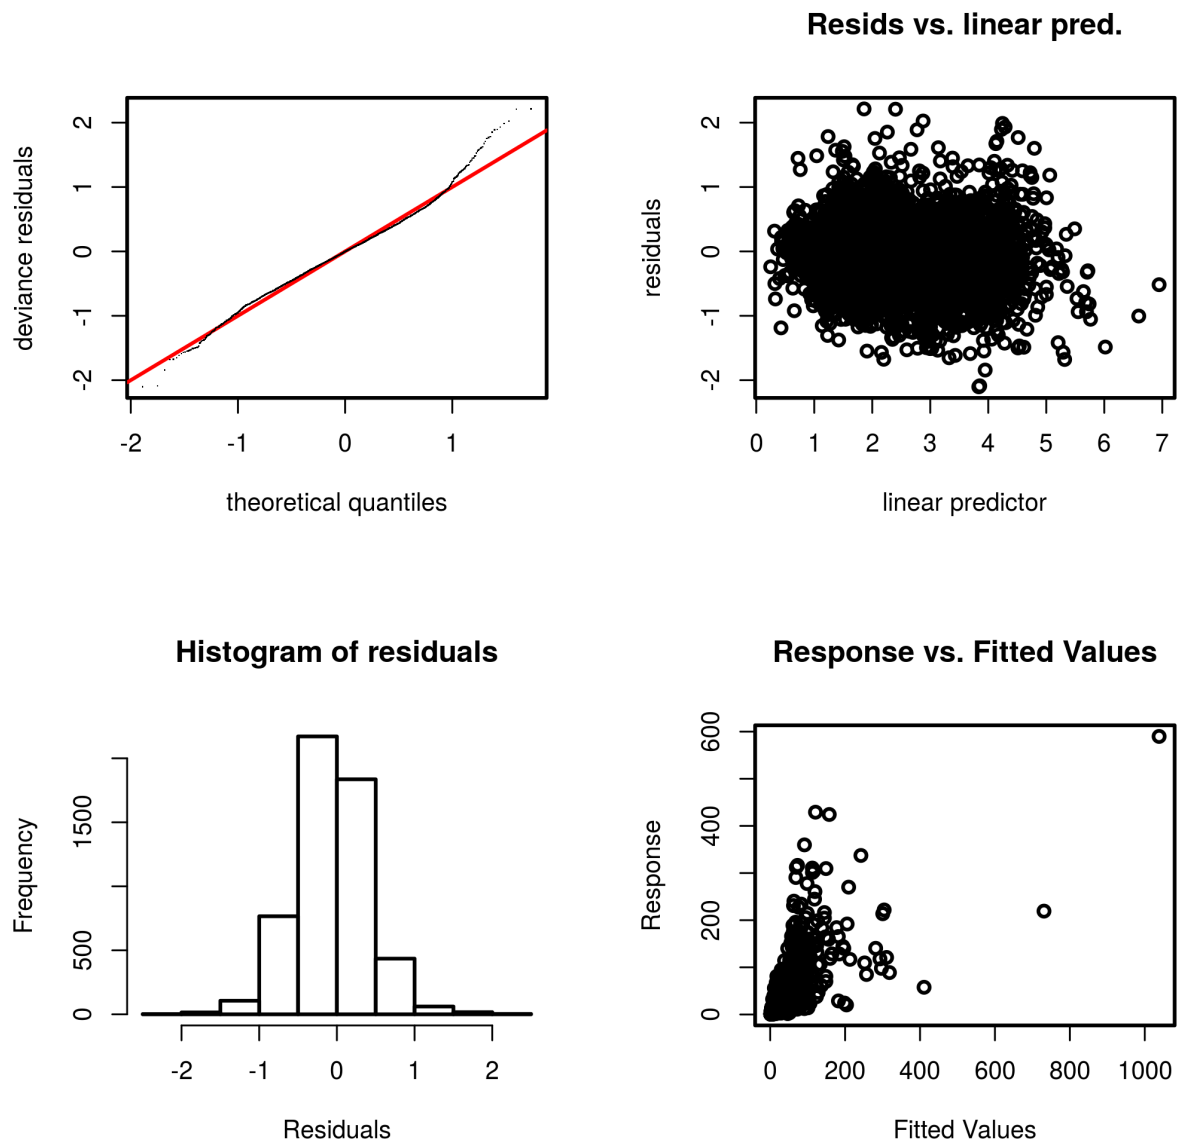 deviance residuals
2
1
0
-1
-2
-2 -1 0 1
theoretical quantiles
Resids vs. linear pred.
residuals
2
1
0
-1
-2
0 1 2 3 4 5 6 7
linear predictor
Histogram of residuals
Frequency
1500
500
0
-2 -1 0 1 2
Residuals
Response vs. Fitted Values
Response
600
400
200
0
0 200 400 600 800 1000
Fitted Values